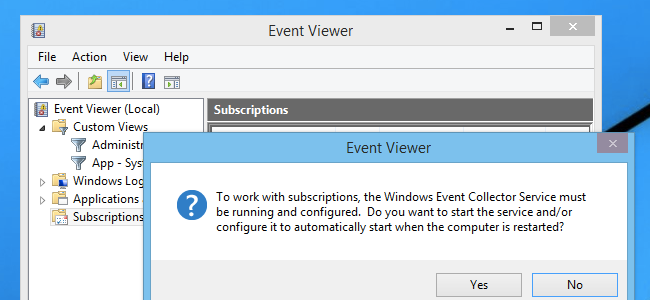 Event Viewer
File Action View Help
Event Viewer (Local)
Subscriptions
Custom Views
App - Sys
Windows Log
Applications
Subscriptions
Event Viewer
To work with subscriptions, the Windows Event Collector Service must
be running and configured. Do you want to start the service and/or
configure it to automatically start when the computer is restarted?
Yes
No